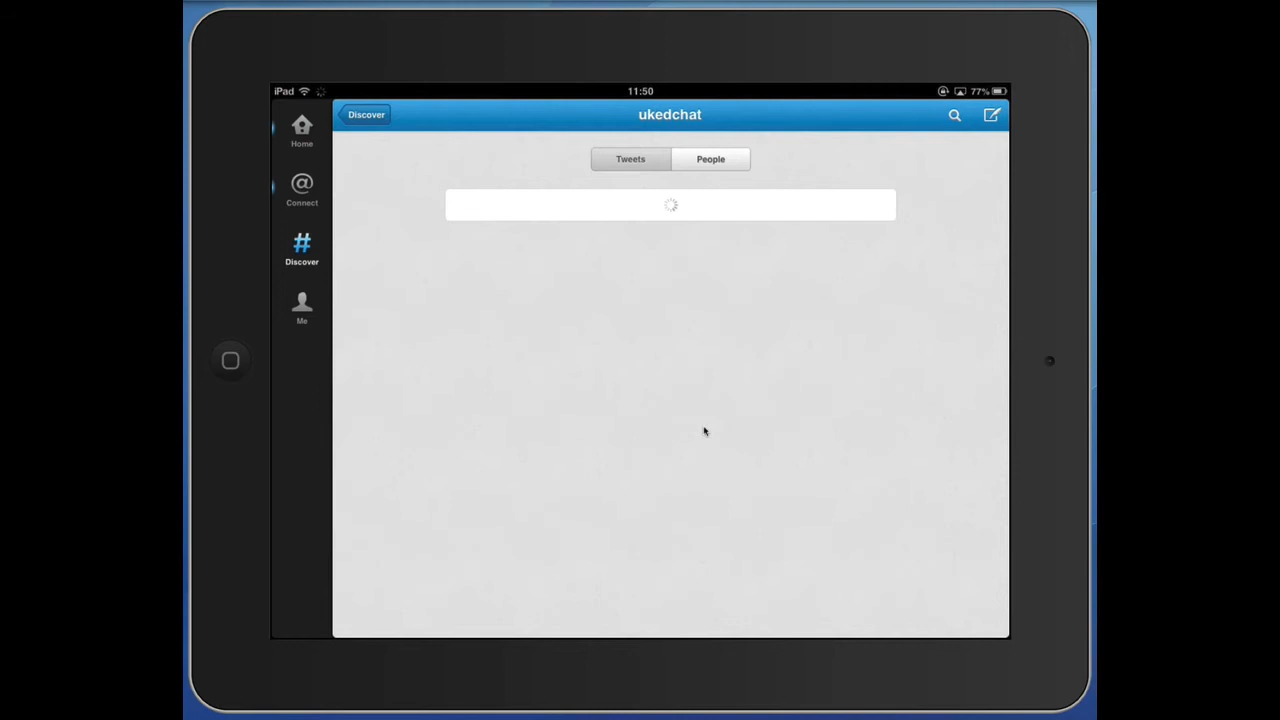 iPad 11:50 77%
Discover ukedchat
Home
Tweets People
@
Connect
#
Discover
Me